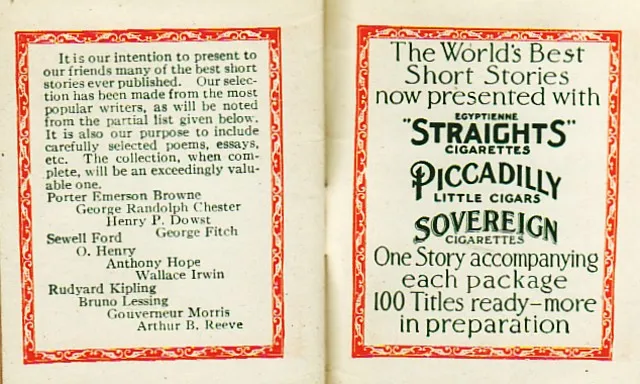 It is our intention to present to
our friends many of the best short
stories ever published. Our selec-
tion has been made from the most
popular writers, as will be noted
from the partial list given below.
It is also our purpose to include
carefully selected poems, essays,
etc. The collection, when com-
plete, will be an exceedingly valu-
able one.
Porter Emerson Browne
George Randolph Chester
Henry P. Dowst
George Fitch
Sewell Ford
O. Henry
Anthony Hope
Wallace Irwin
Rudyard Kipling
Bruno Lessing
Gouverneur Morris
Arthur B. Reeve
The World's Best
Short Stories
now presented with
EGYPTIENNE
"STRAIGHTS"
CIGARETTES
PICCADILLY
LITTLE CIGARS
SOVEREIGN
CIGARETTES
One Story accompanying
each package
100 Titles ready—more
in preparation